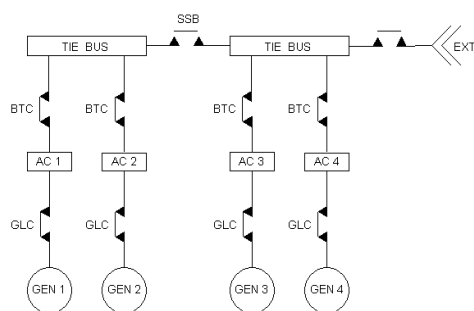 SSB
TIE BUS TIE BUS EXT
BTC BTC BTC BTC
AC 1 AC 2 AC 3 AC 4
GLC GLC GLC GLC
GEN 1 GEN 2 GEN 3 GEN 4